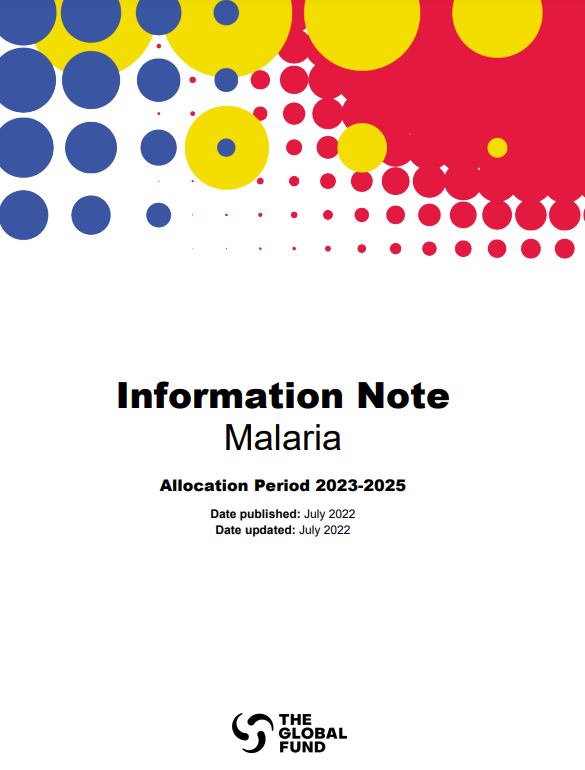 Information Note
Malaria
Allocation Period 2023-2025
Date published: July 2022
Date updated: July 2022
THE
GLOBAL
FUND